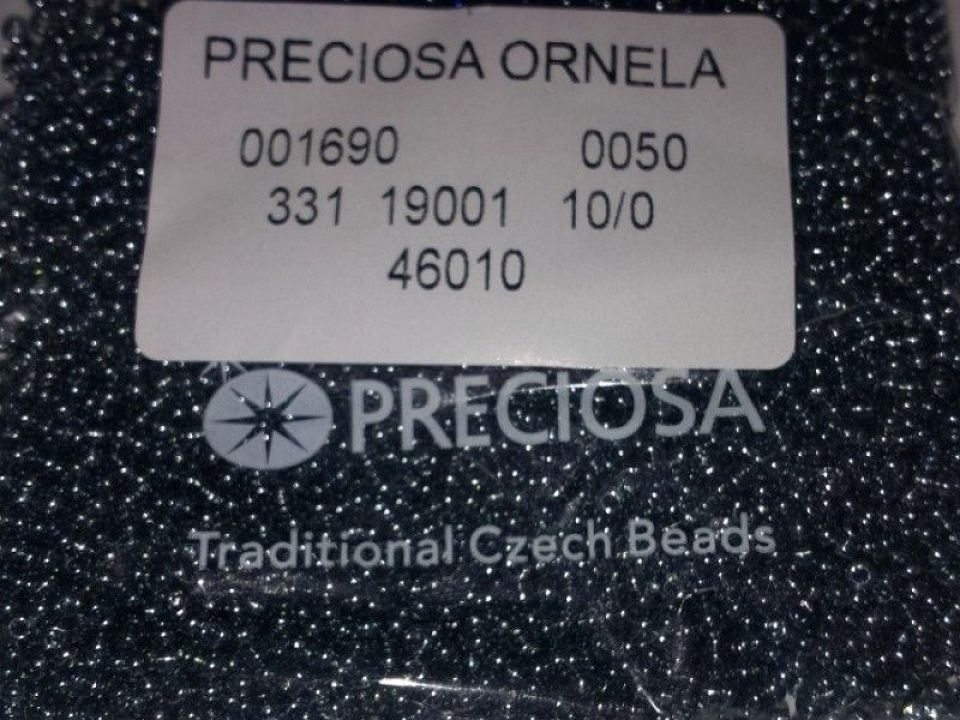 PRECIOSA ORNELA
001690 0050
331 19001 10/0
46010
PRECIOSA
Traditional Czech Beads